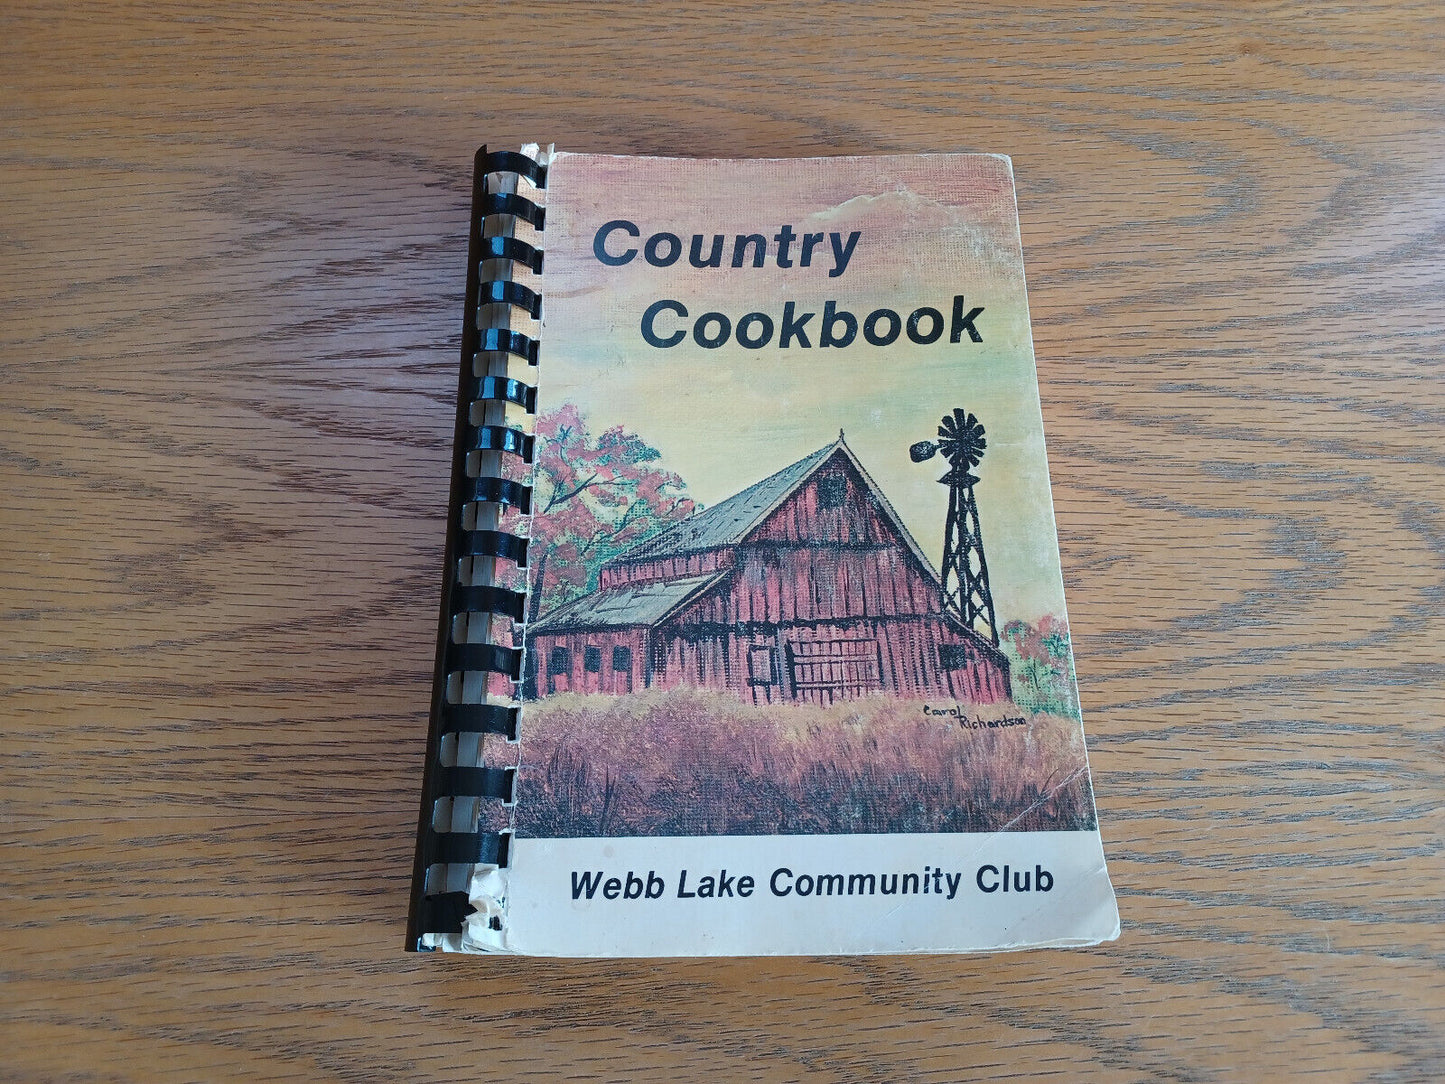 Country
Cookbook
Carol
Richardson
Webb Lake Community Club